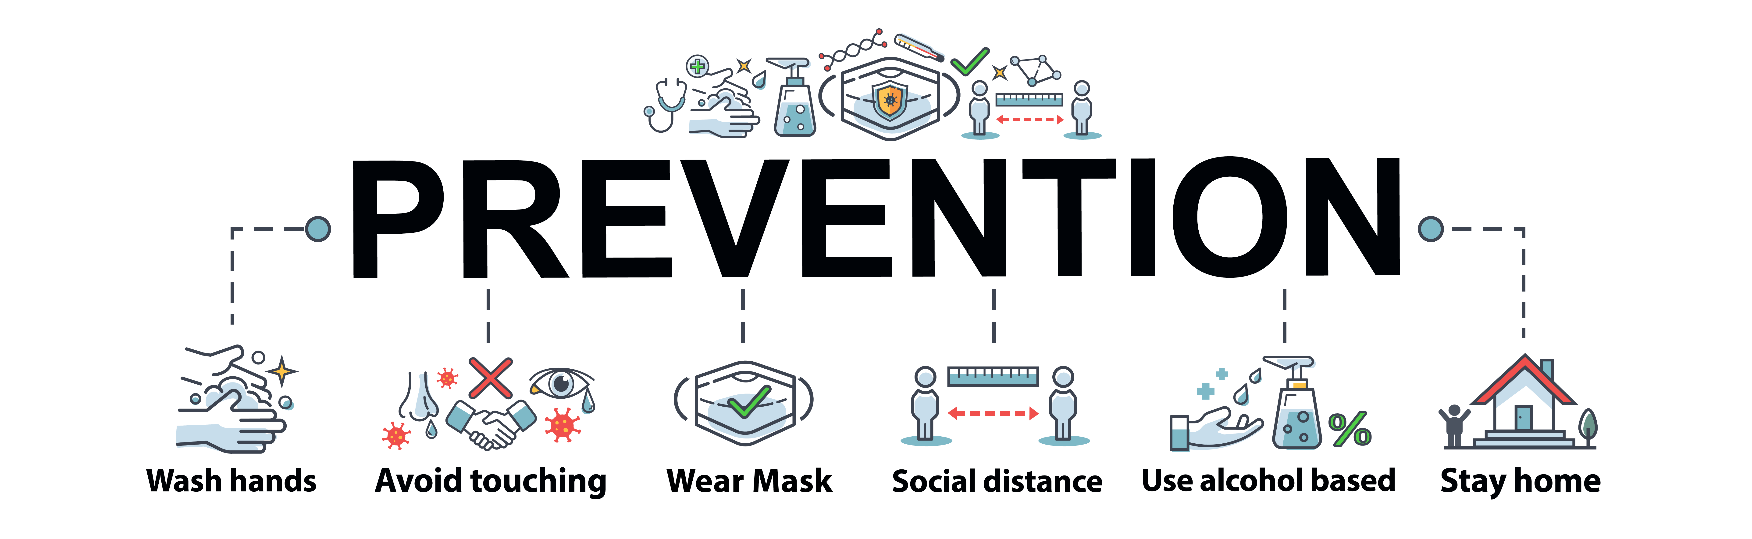 PREVENTION
Wash hands
Avoid touching
Wear Mask
Social distance
Use alcohol based
%
Stay home